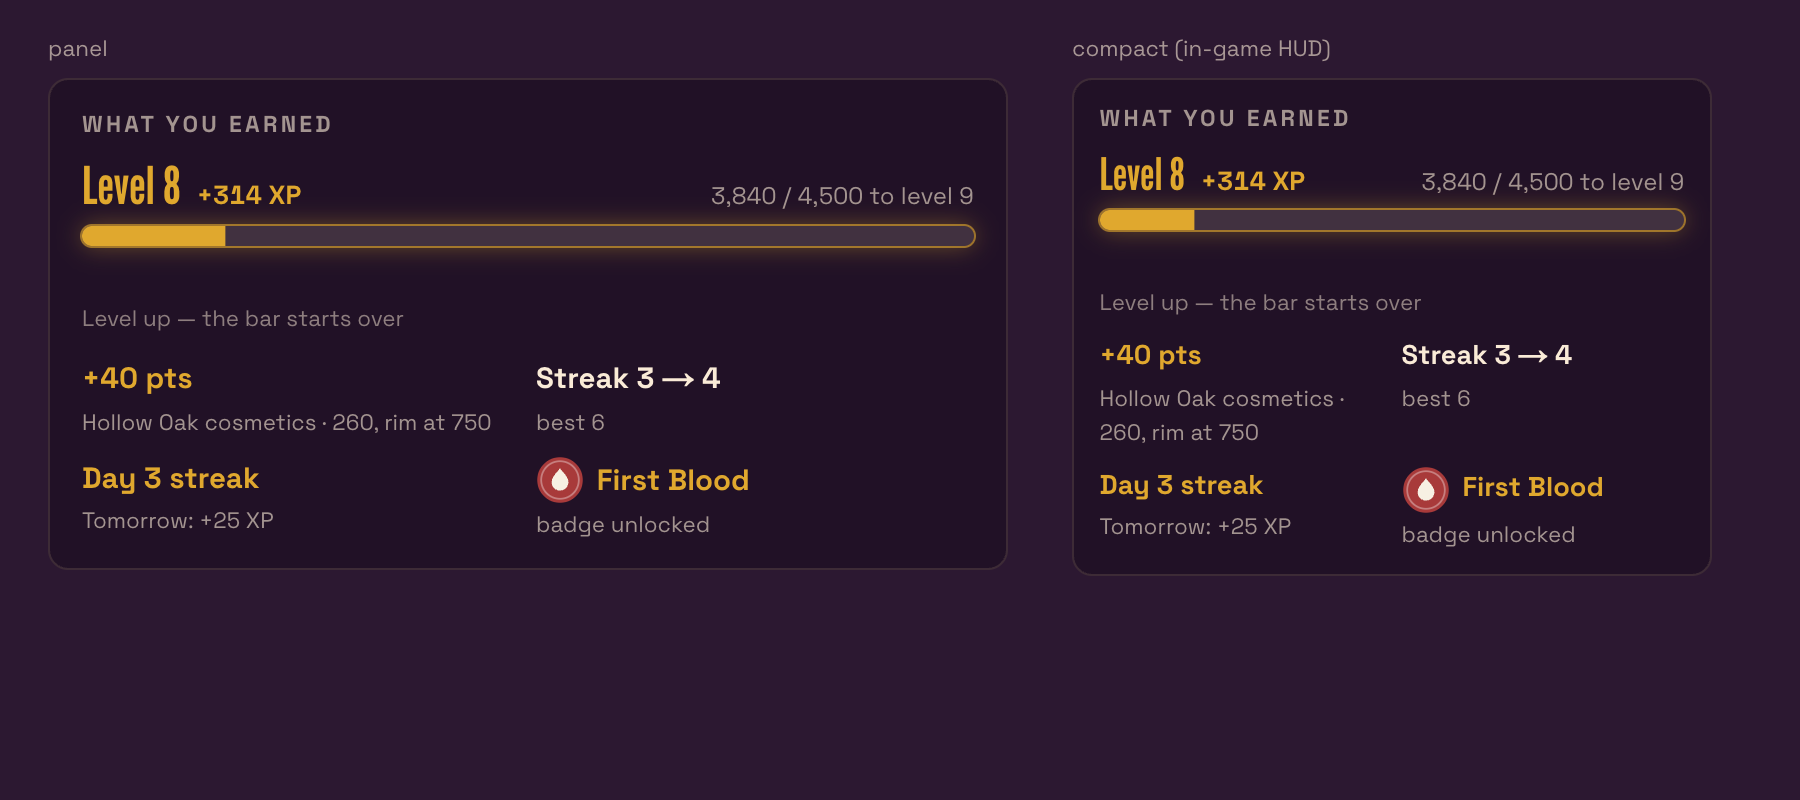 panel
WHAT YOU EARNED
Level 8 +314 XP 3,840 / 4,500 to level 9
Level up — the bar starts over
+40 pts
Hollow Oak cosmetics · 260, rim at 750
Streak 3 → 4
best 6
Day 3 streak
Tomorrow: +25 XP
First Blood
badge unlocked
compact (in-game HUD)
WHAT YOU EARNED
Level 8 +314 XP 3,840 / 4,500 to level 9
Level up — the bar starts over
+40 pts
Hollow Oak cosmetics ·
260, rim at 750
Streak 3 → 4
best 6
Day 3 streak
Tomorrow: +25 XP
First Blood
badge unlocked